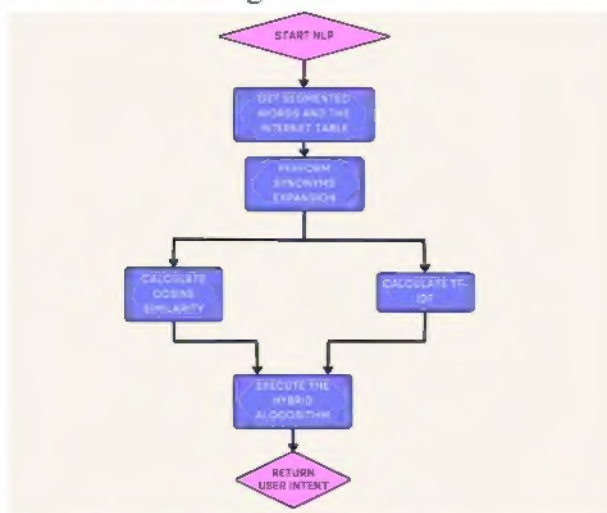 START NLP
GET SEGMENTED
WORDS AND THE
INTERNET TABLE
PERFORM
SYNONYMS
EXPANSION
CALCULATE
COSINE
SIMILARITY
CALCULATE TF-
IDF
EXECUTE THE
HYBRID
ALOGOSITHM
RETURN
USER INTENT